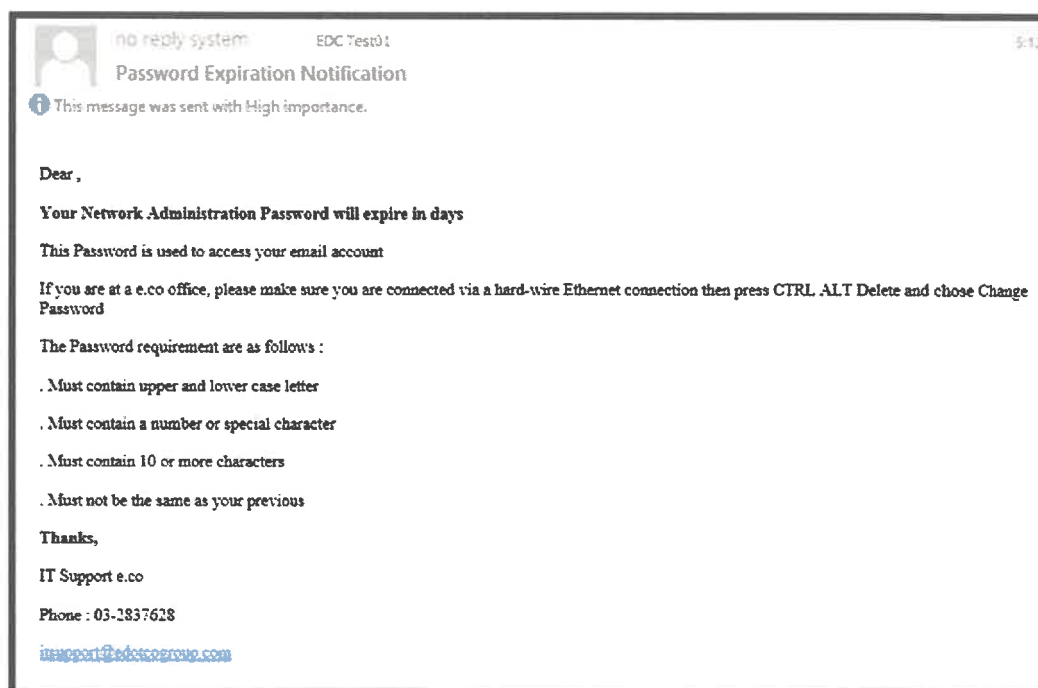 no reply system EDC Test01
Password Expiration Notification
This message was sent with High importance.
Dear ,
Your Network Administration Password will expire in days
This Password is used to access your email account
If you are at a e.co office, please make sure you are connected via a hard-wire Ethernet connection then press CTRL ALT Delete and chose Change
Password
The Password requirement are as follows :
. Must contain upper and lower case letter
. Must contain a number or special character
. Must contain 10 or more characters
. Must not be the same as your previous
Thanks,
IT Support e.co
Phone : 03-2837628
itsupport@edotcogroup.com